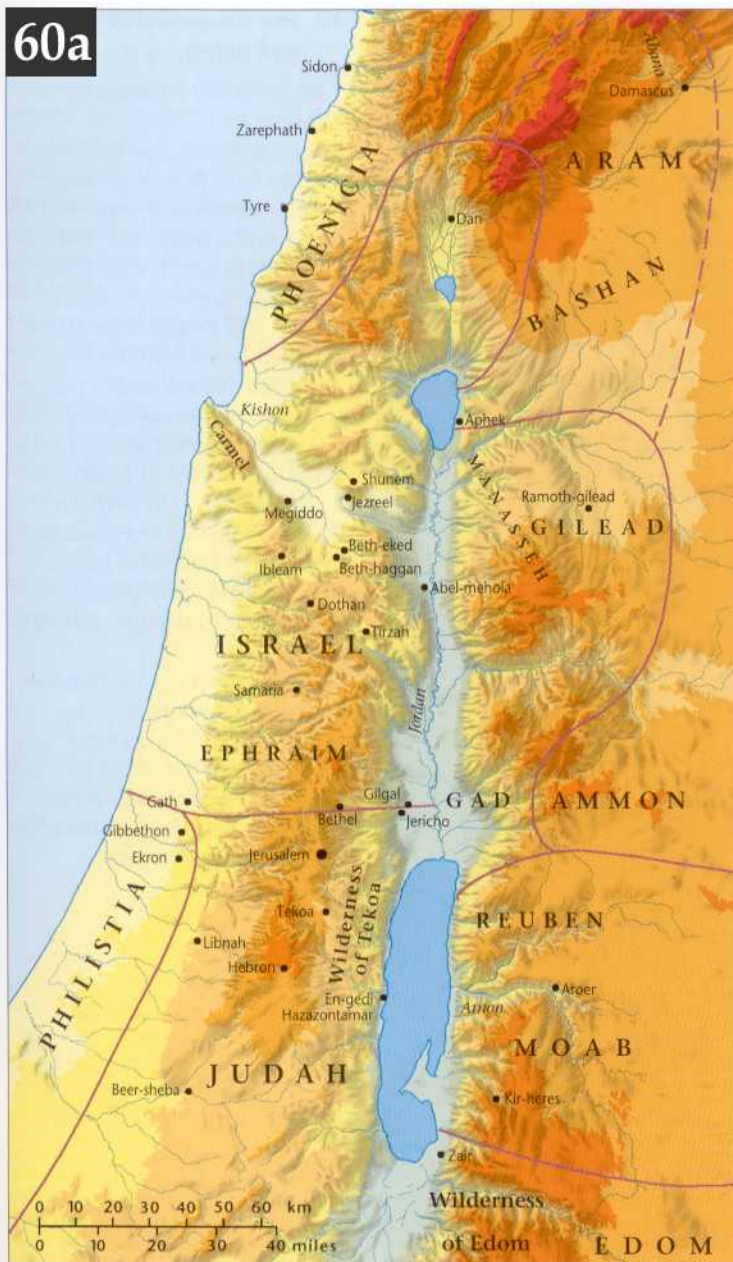 60a
Sidon
Abana
Damascus
Zarephath
ARAM
PHOENICIA
Tyre
Dan
BASHAN
Kishon
Aphek
Carmel
MANASSEH
Shunem
Jezreel
Megiddo
Ramoth-gilead
GILEAD
Beth-eked
Ibleam
Beth-haggan
Abel-mehola
Dothan
Tirzah
ISRAEL
Samaria
Jordan
EPHRAIM
Gath
Gilgal
GAD
AMMON
Bethel
Jericho
Gibbethon
Ekron
Jerusalem
PHILISTIA
Tekoa
Wilderness
of Tekoa
REUBEN
Libnah
Hebron
En-gedi
Hazazontamar
Arnon
Aroer
MOAB
JUDAH
Beer-sheba
Kir-heres
Zair
Wilderness
of Edom
EDOM
0 10 20 30 40 50 60 km
0 10 20 30 40 miles